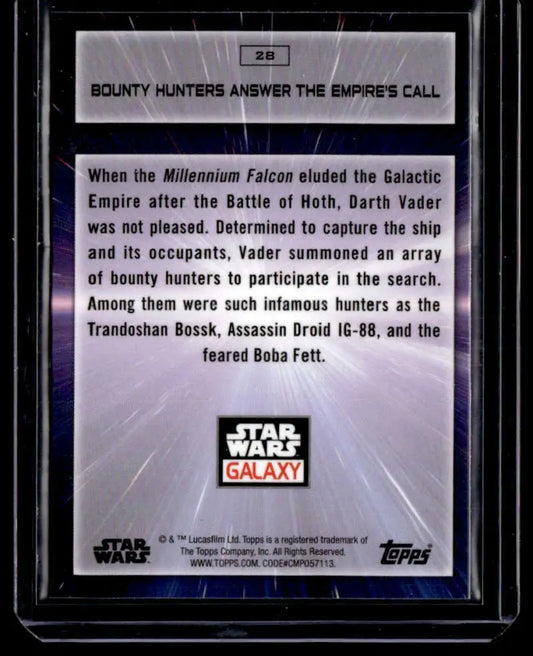 28
BOUNTY HUNTERS ANSWER THE EMPIRE'S CALL
When the Millennium Falcon eluded the Galactic
Empire after the Battle of Hoth, Darth Vader
was not pleased. Determined to capture the ship
and its occupants, Vader summoned an array
of bounty hunters to participate in the search.
Among them were such infamous hunters as the
Trandoshan Bossk, Assassin Droid IG-88, and the
feared Boba Fett.
STAR
WARS
GALAXY
STAR
WARS
© & ™ Lucasfilm Ltd. Topps is a registered trademark of
The Topps Company, Inc. All Rights Reserved.
WWW.TOPPS.COM. CODE#CMP057113.
topps